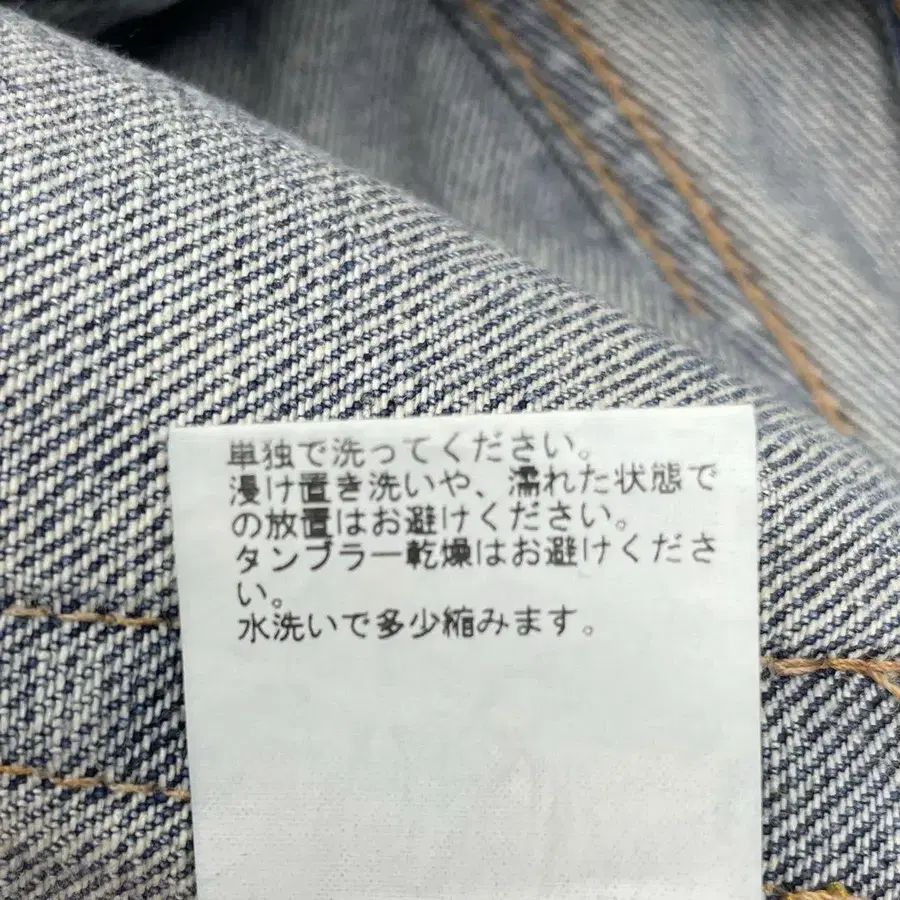 単独で洗ってください。
浸け置き洗いや、濡れた状態で
の放置はお避けください。
タンブラー乾燥はお避けくださ
い。
水洗いで多少縮みます。